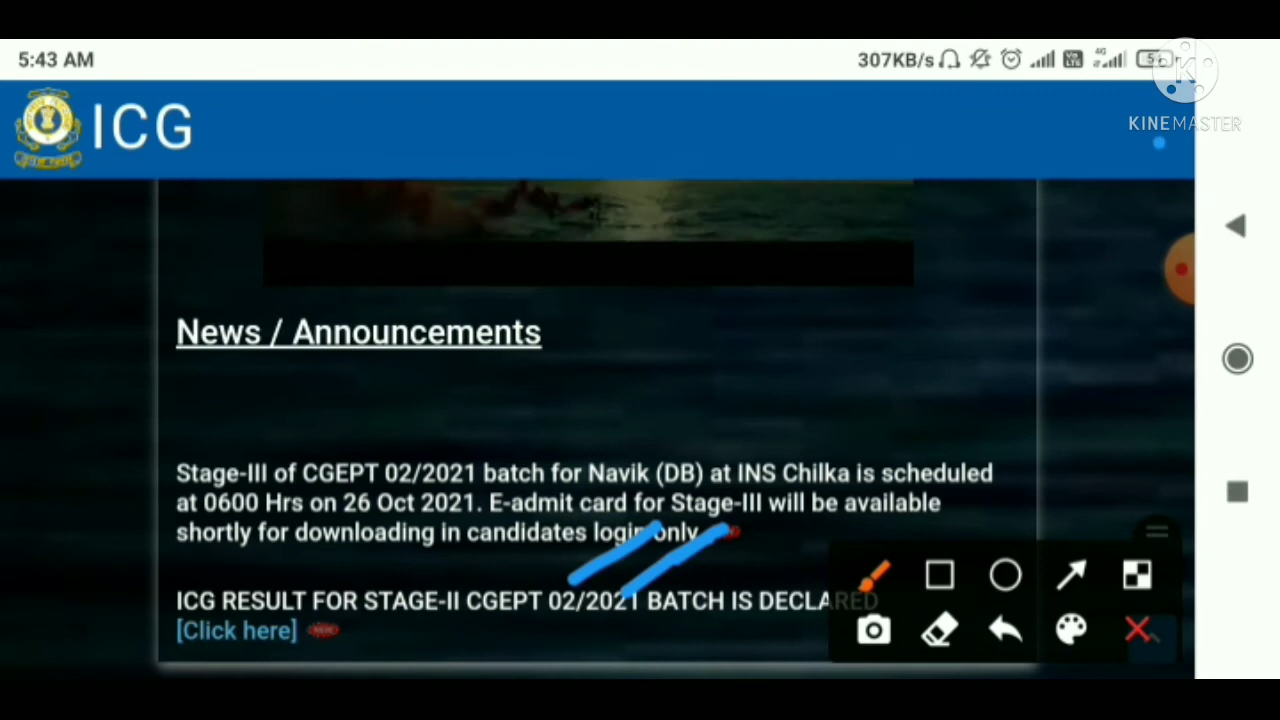 5:43 AM
307KB/s
4G
KINEMASTER
ICG
News / Announcements
Stage-III of CGEPT 02/2021 batch for Navik (DB) at INS Chilka is scheduled
at 0600 Hrs on 26 Oct 2021. E-admit card for Stage-III will be available
shortly for downloading in candidates login only
ICG RESULT FOR STAGE-II CGEPT 02/2021 BATCH IS DECLARED
[Click here]